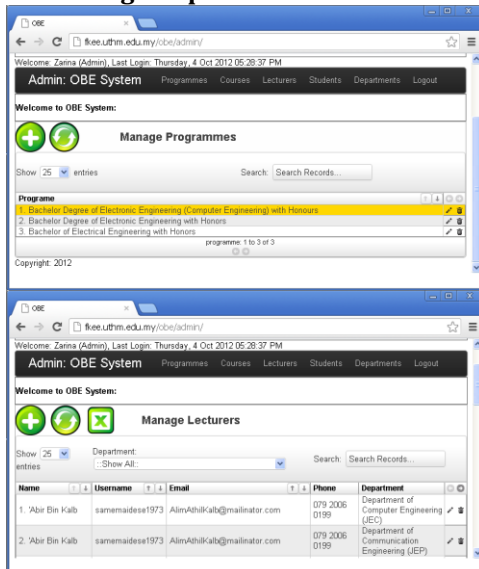 OBE
fkee.uthm.edu.my/obe/admin/
Welcome: Zarina (Admin), Last Login: Thursday, 4 Oct 2012 05:28:37 PM
Admin: OBE System Programmes Courses Lecturers Students Departments Logout
Welcome to OBE System:
Manage Programmes
Show 25 entries Search: Search Records...
Programe
1. Bachelor Degree of Electronic Engineering (Computer Engineering) with Honours
2. Bachelor Degree of Electronic Engineering with Honors
3. Bachelor of Electrical Engineering with Honors
programme: 1 to 3 of 3
Copyright: 2012
OBE
fkee.uthm.edu.my/obe/admin/
Welcome: Zarina (Admin), Last Login: Thursday, 4 Oct 2012 05:28:37 PM
Admin: OBE System Programmes Courses Lecturers Students Departments Logout
Welcome to OBE System:
Manage Lecturers
Show 25 entries Department: ::Show All:: Search: Search Records...
Name Username Email Phone Department
1. 'Abir Bin Kalb samemaidese1973 AlimAthilKalb@mailinator.com 079 2006 0199 Department of Computer Engineering (JEC)
2. 'Abir Bin Kalb samemaidese1973 AlimAthilKalb@mailinator.com 079 2006 0199 Department of Communication Engineering (JEP)